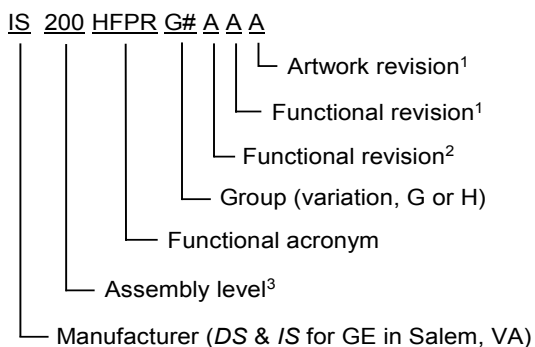 IS 200 HFPR G# A A A
Artwork revision¹
Functional revision¹
Functional revision²
Group (variation, G or H)
Functional acronym
Assembly level³
Manufacturer (DS & IS for GE in Salem, VA)